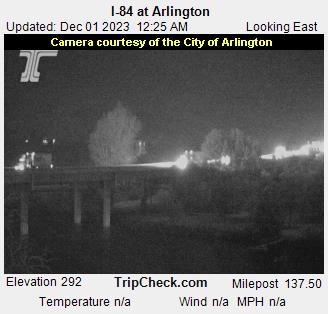 I-84 at Arlington
Updated: Dec 01 2023 12:25 AM Looking East
Camera courtesy of the City of Arlington
Elevation 292 TripCheck.com Milepost 137.50
Temperature n/a Wind n/a MPH n/a